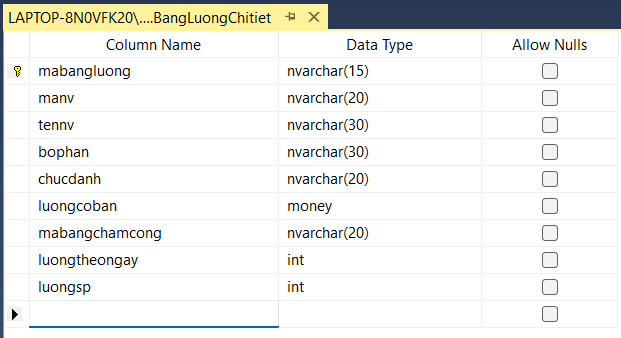 LAPTOP-8N0VFK20\....BangLuongChitiet
Column Name Data Type Allow Nulls
mabangluong nvarchar(15)
manv nvarchar(20)
tennv nvarchar(30)
bophan nvarchar(30)
chucdanh nvarchar(20)
luongcoban money
mabangchamcong nvarchar(20)
luongtheongay int
luongsp int